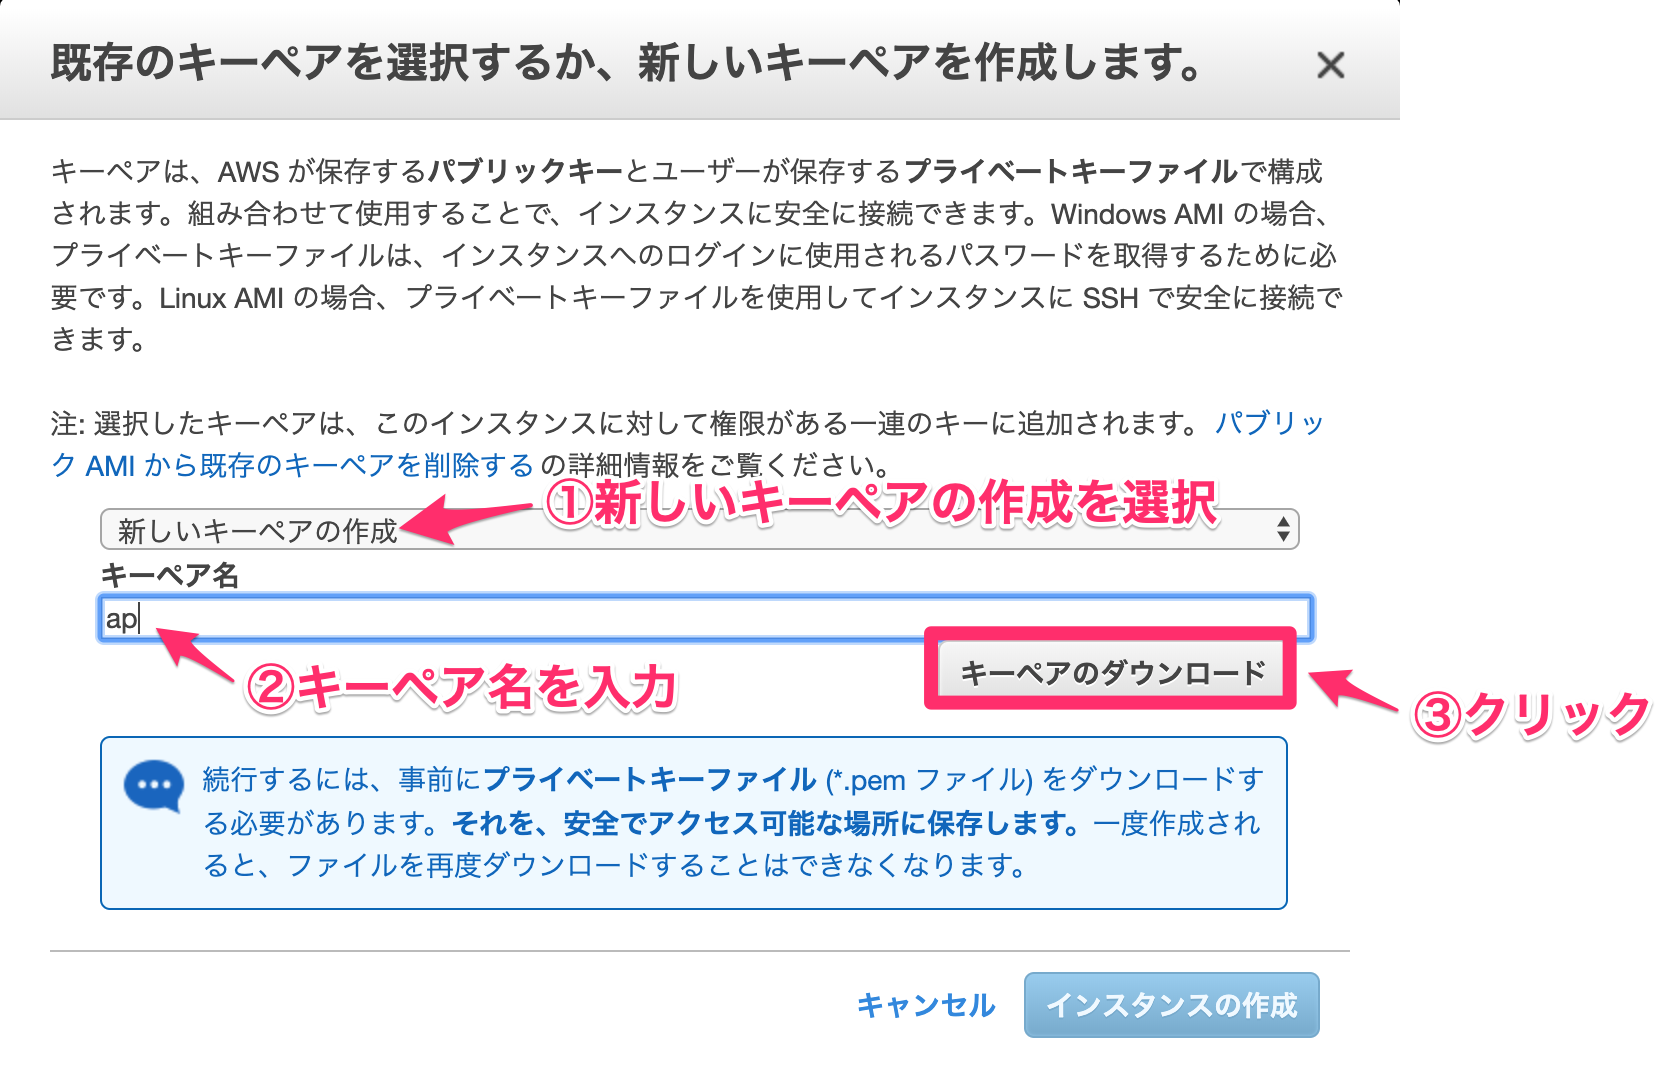 既存のキーペアを選択するか、新しいキーペアを作成します。
キーペアは、AWS が保存するパブリックキーとユーザーが保存するプライベートキーファイルで構成
されます。組み合わせて使用することで、インスタンスに安全に接続できます。Windows AMI の場合、
プライベートキーファイルは、インスタンスへのログインに使用されるパスワードを取得するために必
要です。Linux AMI の場合、プライベートキーファイルを使用してインスタンスに SSH で安全に接続で
きます。
注: 選択したキーペアは、このインスタンスに対して権限がある一連のキーに追加されます。 パブリッ
ク AMI から既存のキーペアを削除する の詳細情報をご覧ください。
①新しいキーペアの作成を選択
新しいキーペアの作成
キーペア名
ap
②キーペア名を入力
キーペアのダウンロード
③クリック
続行するには、事前にプライベートキーファイル (*.pem ファイル) をダウンロードす
る必要があります。それを、安全でアクセス可能な場所に保存します。一度作成され
ると、ファイルを再度ダウンロードすることはできなくなります。
キャンセル
インスタンスの作成